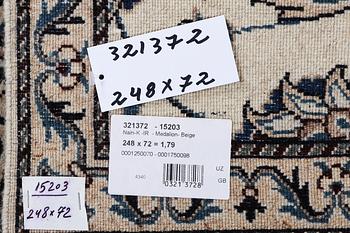 321372
248 x 72
321372 - 15203
Nain-K -IR - Medalion- Beige
248 x 72 = 1,79
0001250070 - 0001750098
UZ
4340
GB
0321 3728
15203
248 x 72